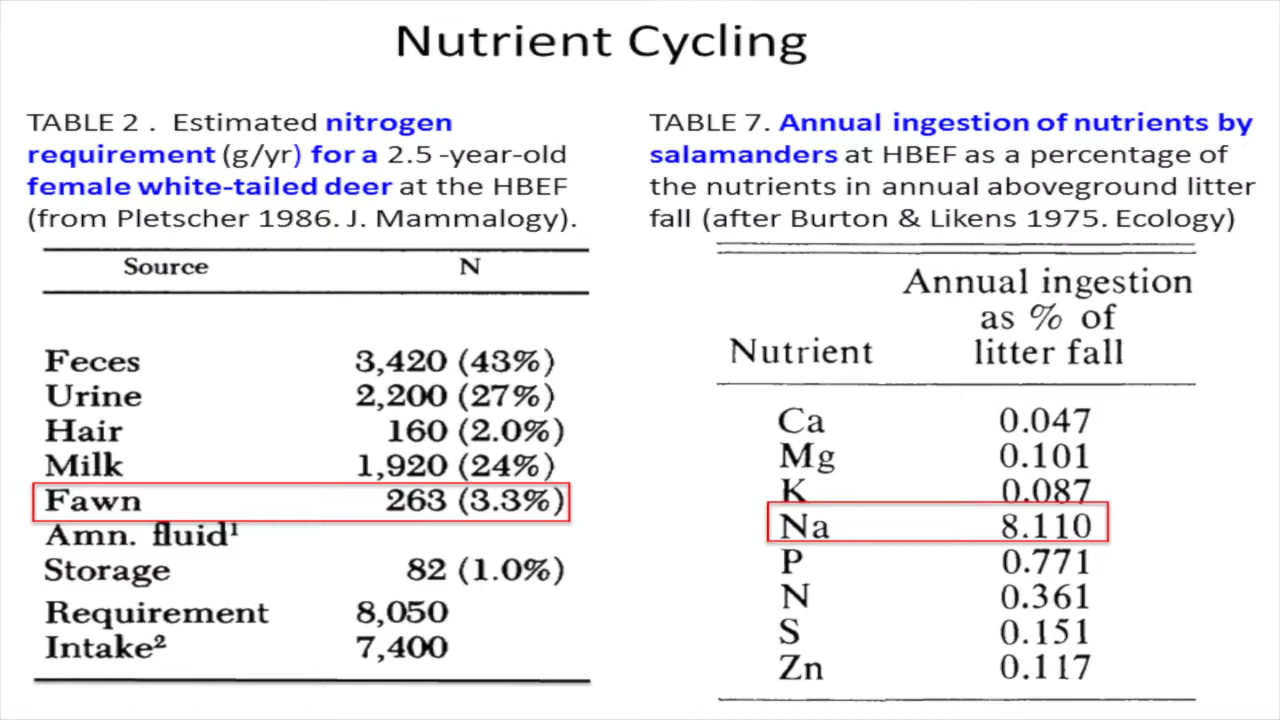 Nutrient Cycling
TABLE 2 . Estimated nitrogen
requirement (g/yr) for a 2.5 -year-old
female white-tailed deer at the HBEF
(from Pletscher 1986. J. Mammalogy).
Source N
Feces 3,420 (43%)
Urine 2,200 (27%)
Hair 160 (2.0%)
Milk 1,920 (24%)
Fawn 263 (3.3%)
Amn. fluid¹
Storage 82 (1.0%)
Requirement 8,050
Intake² 7,400
TABLE 7. Annual ingestion of nutrients by
salamanders at HBEF as a percentage of
the nutrients in annual aboveground litter
fall (after Burton & Likens 1975. Ecology)
Annual ingestion
as % of
Nutrient litter fall
Ca 0.047
Mg 0.101
K 0.087
Na 8.110
P 0.771
N 0.361
S 0.151
Zn 0.117